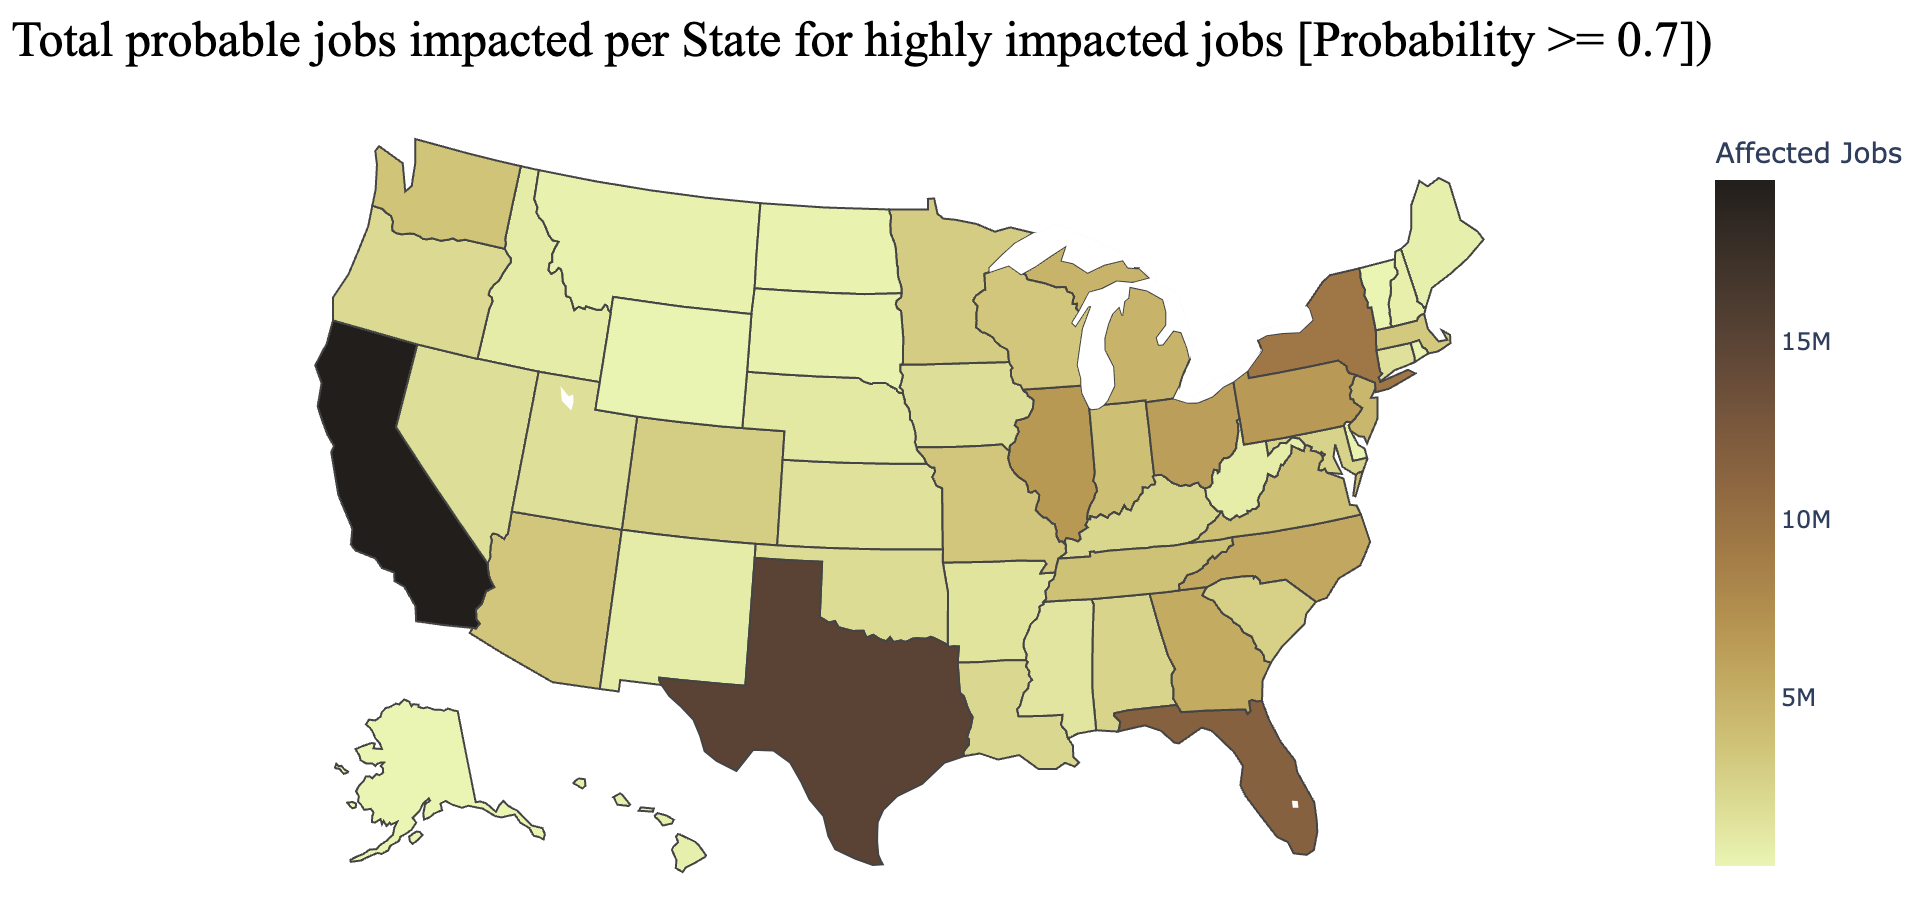 Total probable jobs impacted per State for highly impacted jobs [Probability >= 0.7])
Affected Jobs
15M
10M
5M